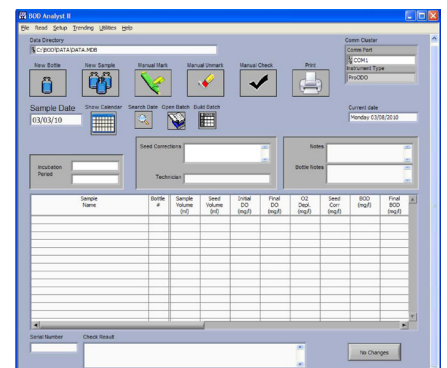 BOD Analyst II
File Read Setup Trending Utilities Help
Data Directory
C:\BOD\DATA\DATA.MDB
Comm Cluster
Comm Port
COM1
Instrument Type
ProODO
New Bottle New Sample Manual Mark Manual Unmark Manual Check Print
Sample Date Show Calendar Search Date Open Batch Build Batch
03/03/10
Current date
Monday 03/08/2010
Incubation Period
Seed Corrections
Technician
Notes
Bottle Notes
Sample Name Bottle # Sample Volume (ml) Seed Volume (ml) Initial DO (mg/l) Final DO (mg/l) O2 Depl. (mg/l) Seed Corr (mg/l) BOD (mg/l) Final BOD (mg/l)
Serial Number Check Result
No Changes